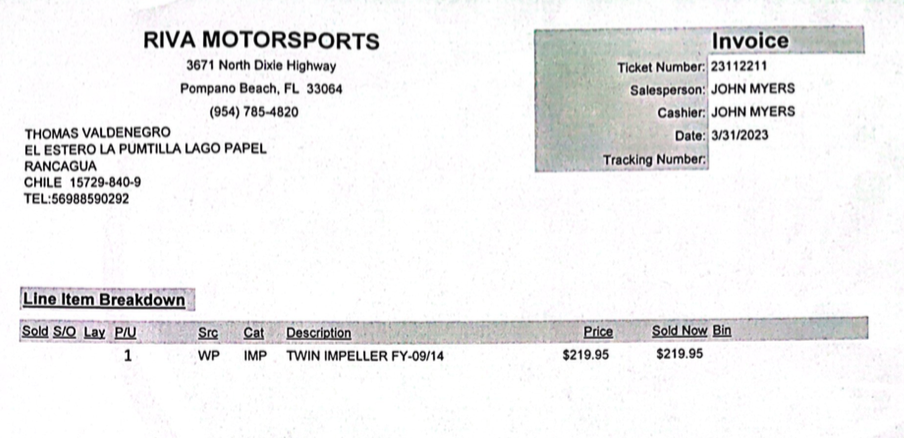 RIVA MOTORSPORTS
3671 North Dixie Highway
Pompano Beach, FL 33064
(954) 785-4820
THOMAS VALDENEGRO
EL ESTERO LA PUMTILLA LAGO PAPEL
RANCAGUA
CHILE 15729-840-9
TEL:56988590292
Invoice
Ticket Number: 23112211
Salesperson: JOHN MYERS
Cashier: JOHN MYERS
Date: 3/31/2023
Tracking Number:
Line Item Breakdown
Sold S/O Lay P/U Src Cat Description Price Sold Now Bin
1 WP IMP TWIN IMPELLER FY-09/14 $219.95 $219.95